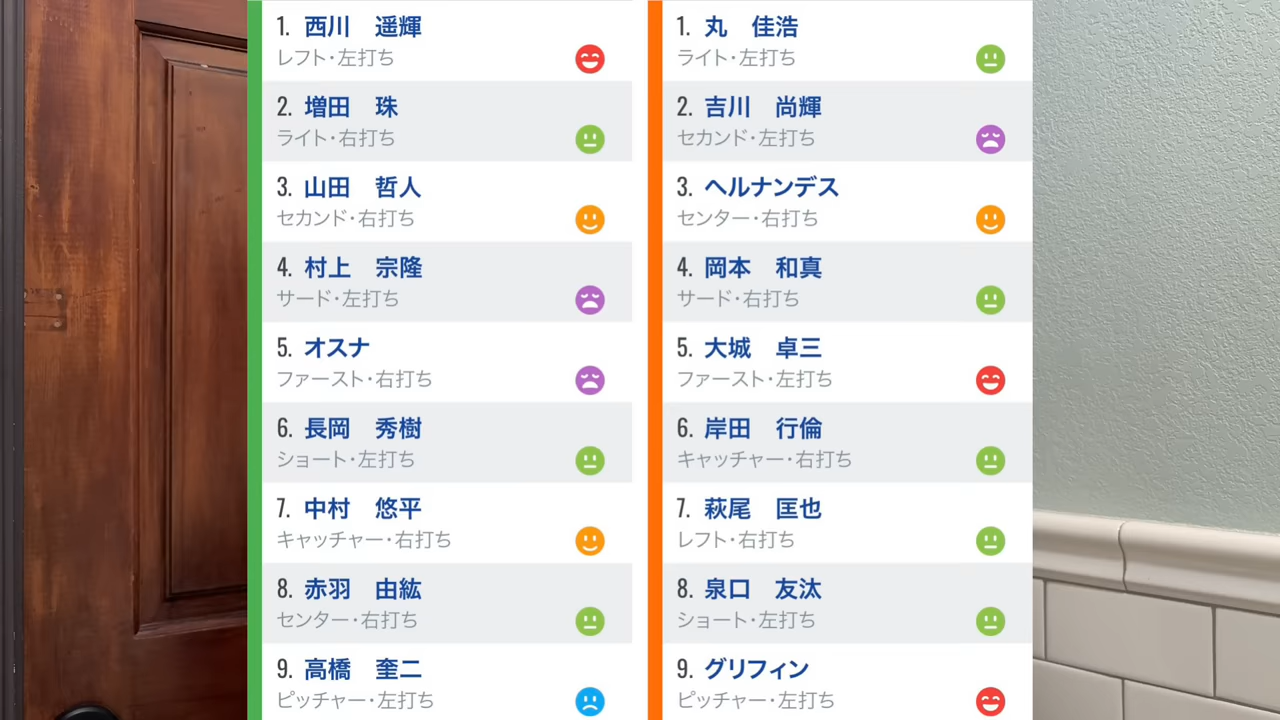 1. 西川　遥輝
レフト・左打ち
2. 増田　珠
ライト・右打ち
3. 山田　哲人
セカンド・右打ち
4. 村上　宗隆
サード・左打ち
5. オスナ
ファースト・右打ち
6. 長岡　秀樹
ショート・左打ち
7. 中村　悠平
キャッチャー・右打ち
8. 赤羽　由紘
センター・右打ち
9. 高橋　奎二
ピッチャー・左打ち
1. 丸　佳浩
ライト・左打ち
2. 吉川　尚輝
セカンド・左打ち
3. ヘルナンデス
センター・右打ち
4. 岡本　和真
サード・右打ち
5. 大城　卓三
ファースト・左打ち
6. 岸田　行倫
キャッチャー・右打ち
7. 萩尾　匡也
レフト・右打ち
8. 泉口　友汰
ショート・左打ち
9. グリフィン
ピッチャー・左打ち